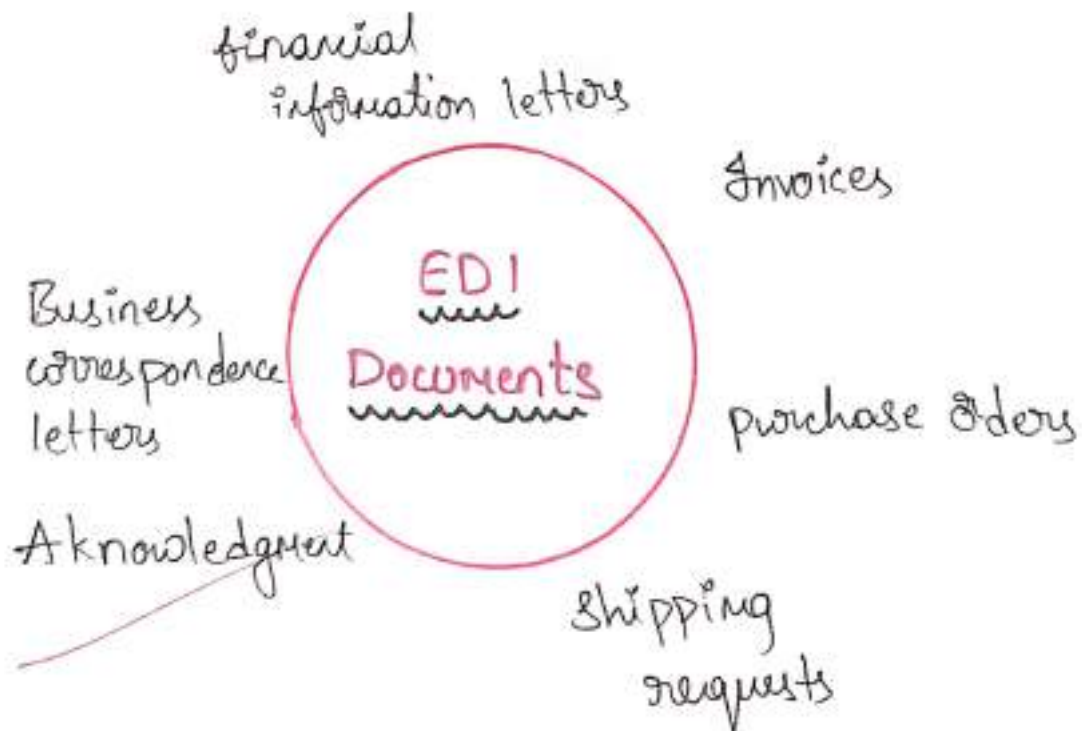 financial
information letters
Invoices
EDI
Documents
Business
correspondence
letters
purchase orders
Aknowledgment
shipping
requests